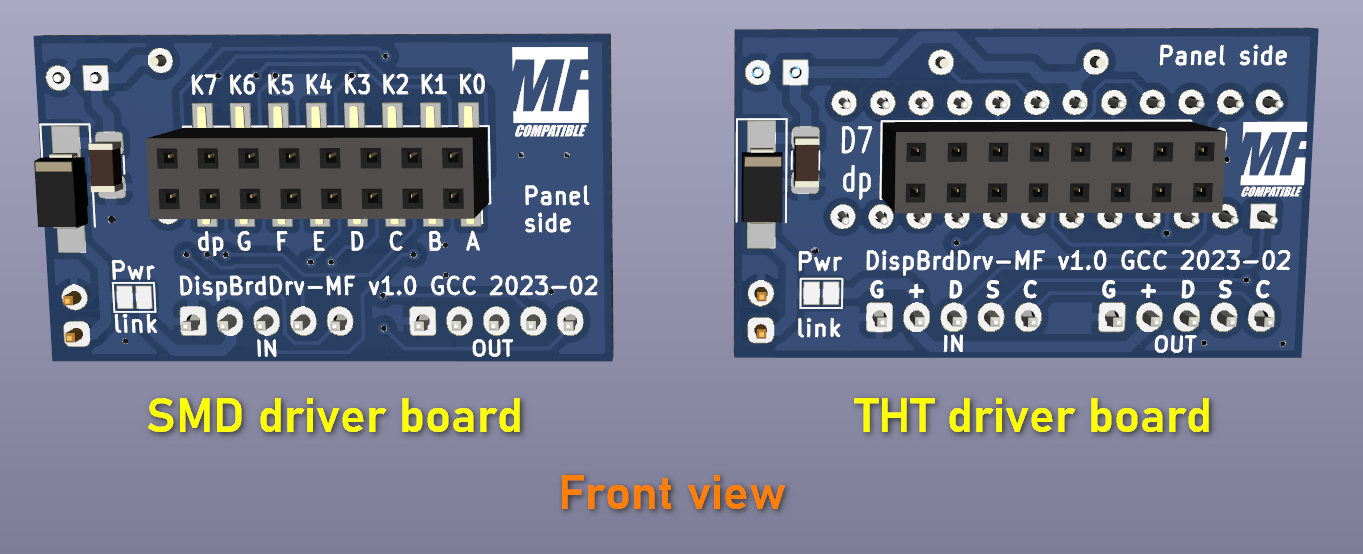 K7 K6 K5 K4 K3 K2 K1 K0
MF
COMPATIBLE
Panel
side
dp G F E D C B A
Pwr
link
DispBrdDrv-MF v1.0 GCC 2023-02
IN
OUT
Panel side
D7
dp
MF
COMPATIBLE
Pwr
link
DispBrdDrv-MF v1.0 GCC 2023-02
G + D S C
G + D S C
IN
OUT
SMD driver board
THT driver board
Front view